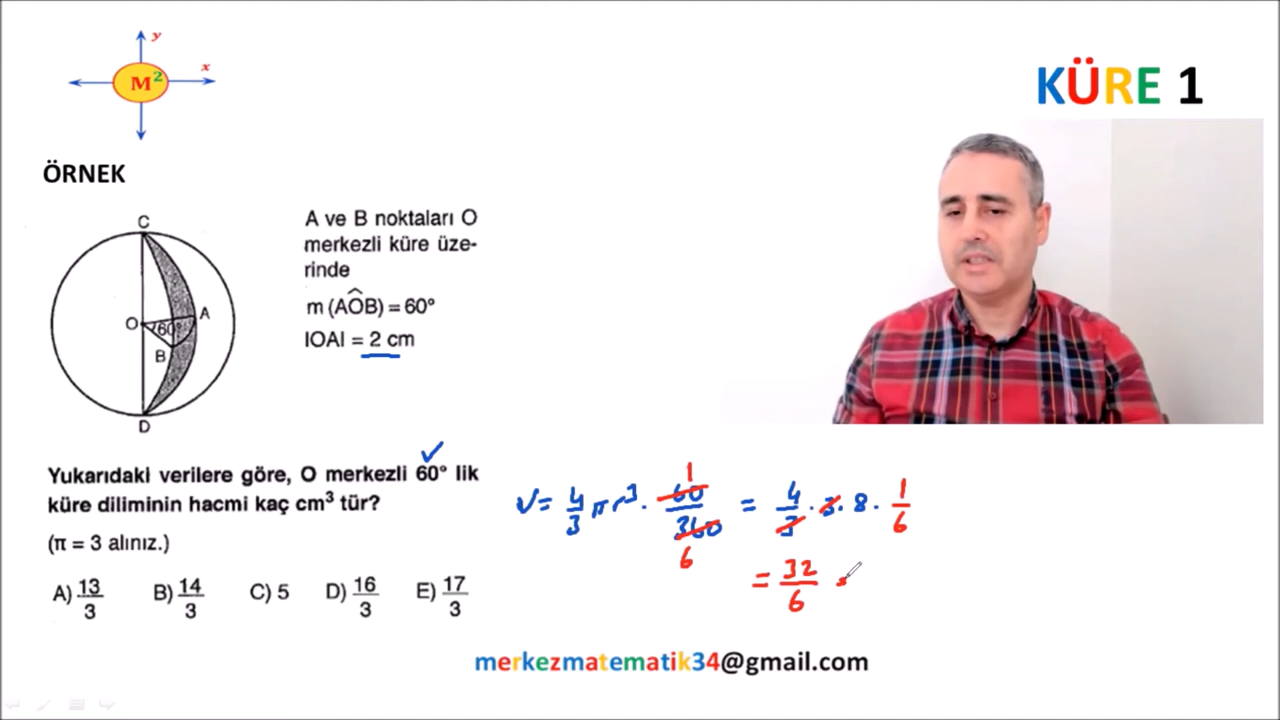 y
x
M²
KÜRE 1
ÖRNEK
C
O
60°
A
B
D
A ve B noktaları O
merkezli küre üze-
rinde
m (AÔB) = 60°
IOAI = 2 cm
Yukarıdaki verilere göre, O merkezli 60° lik
küre diliminin hacmi kaç cm³ tür?
(π = 3 alınız.)
A) 13/3 B) 14/3 C) 5 D) 16/3 E) 17/3
1
V = 4/3 πr³ · 60/360 = 4/3 · 3 · 8 · 1/6
6
= 32/6 =
merkezmatematik34@gmail.com